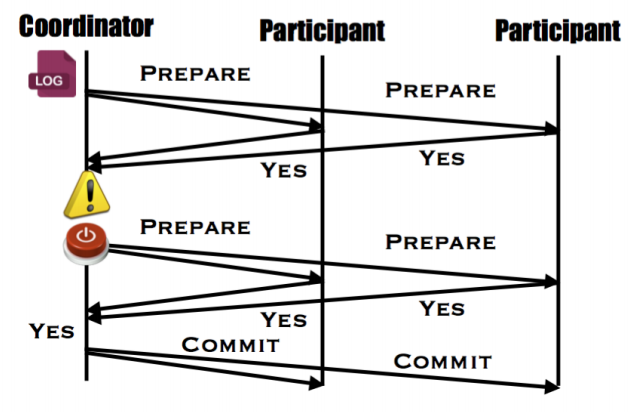 Coordinator
Participant
Participant
LOG
PREPARE
PREPARE
YES
YES
PREPARE
PREPARE
YES
YES
YES
COMMIT
COMMIT